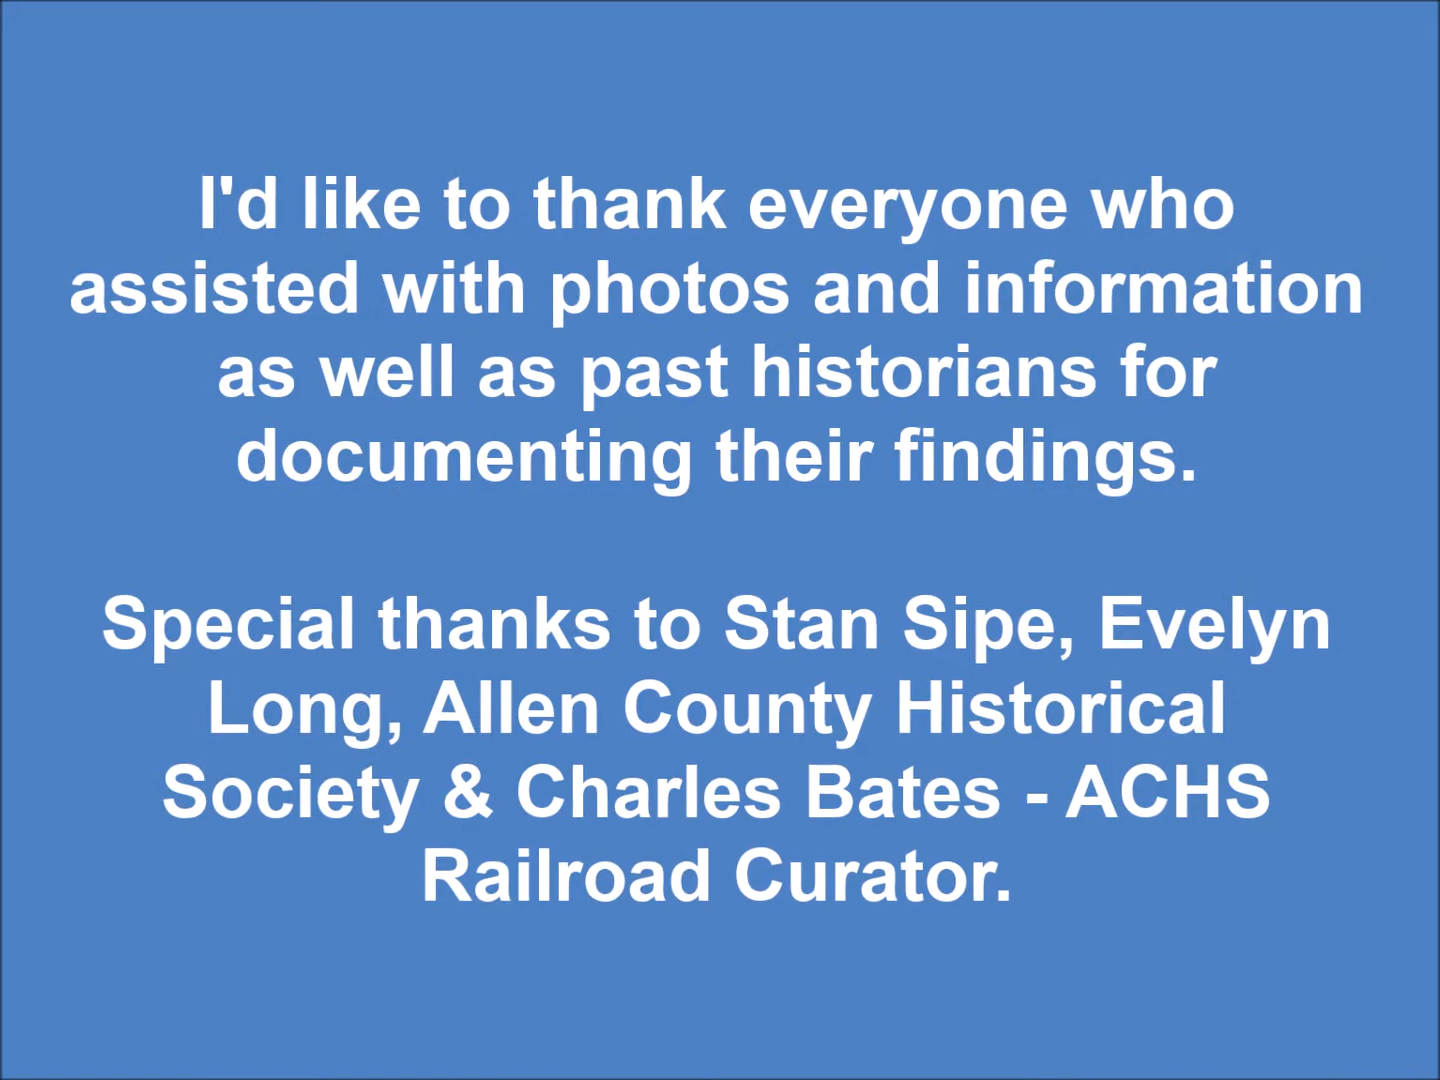 I'd like to thank everyone who
assisted with photos and information
as well as past historians for
documenting their findings.
Special thanks to Stan Sipe, Evelyn
Long, Allen County Historical
Society & Charles Bates - ACHS
Railroad Curator.